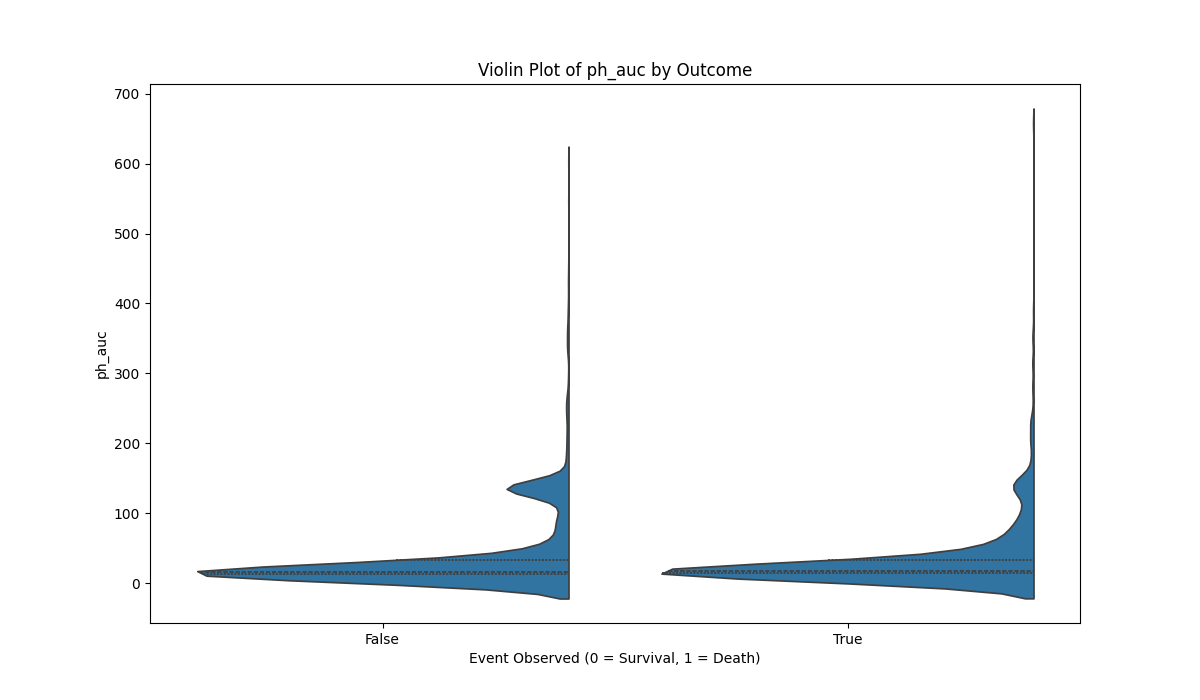 Violin Plot of ph_auc by Outcome
700
600
500
400
300
200
100
0
ph_auc
False
True
Event Observed (0 = Survival, 1 = Death)